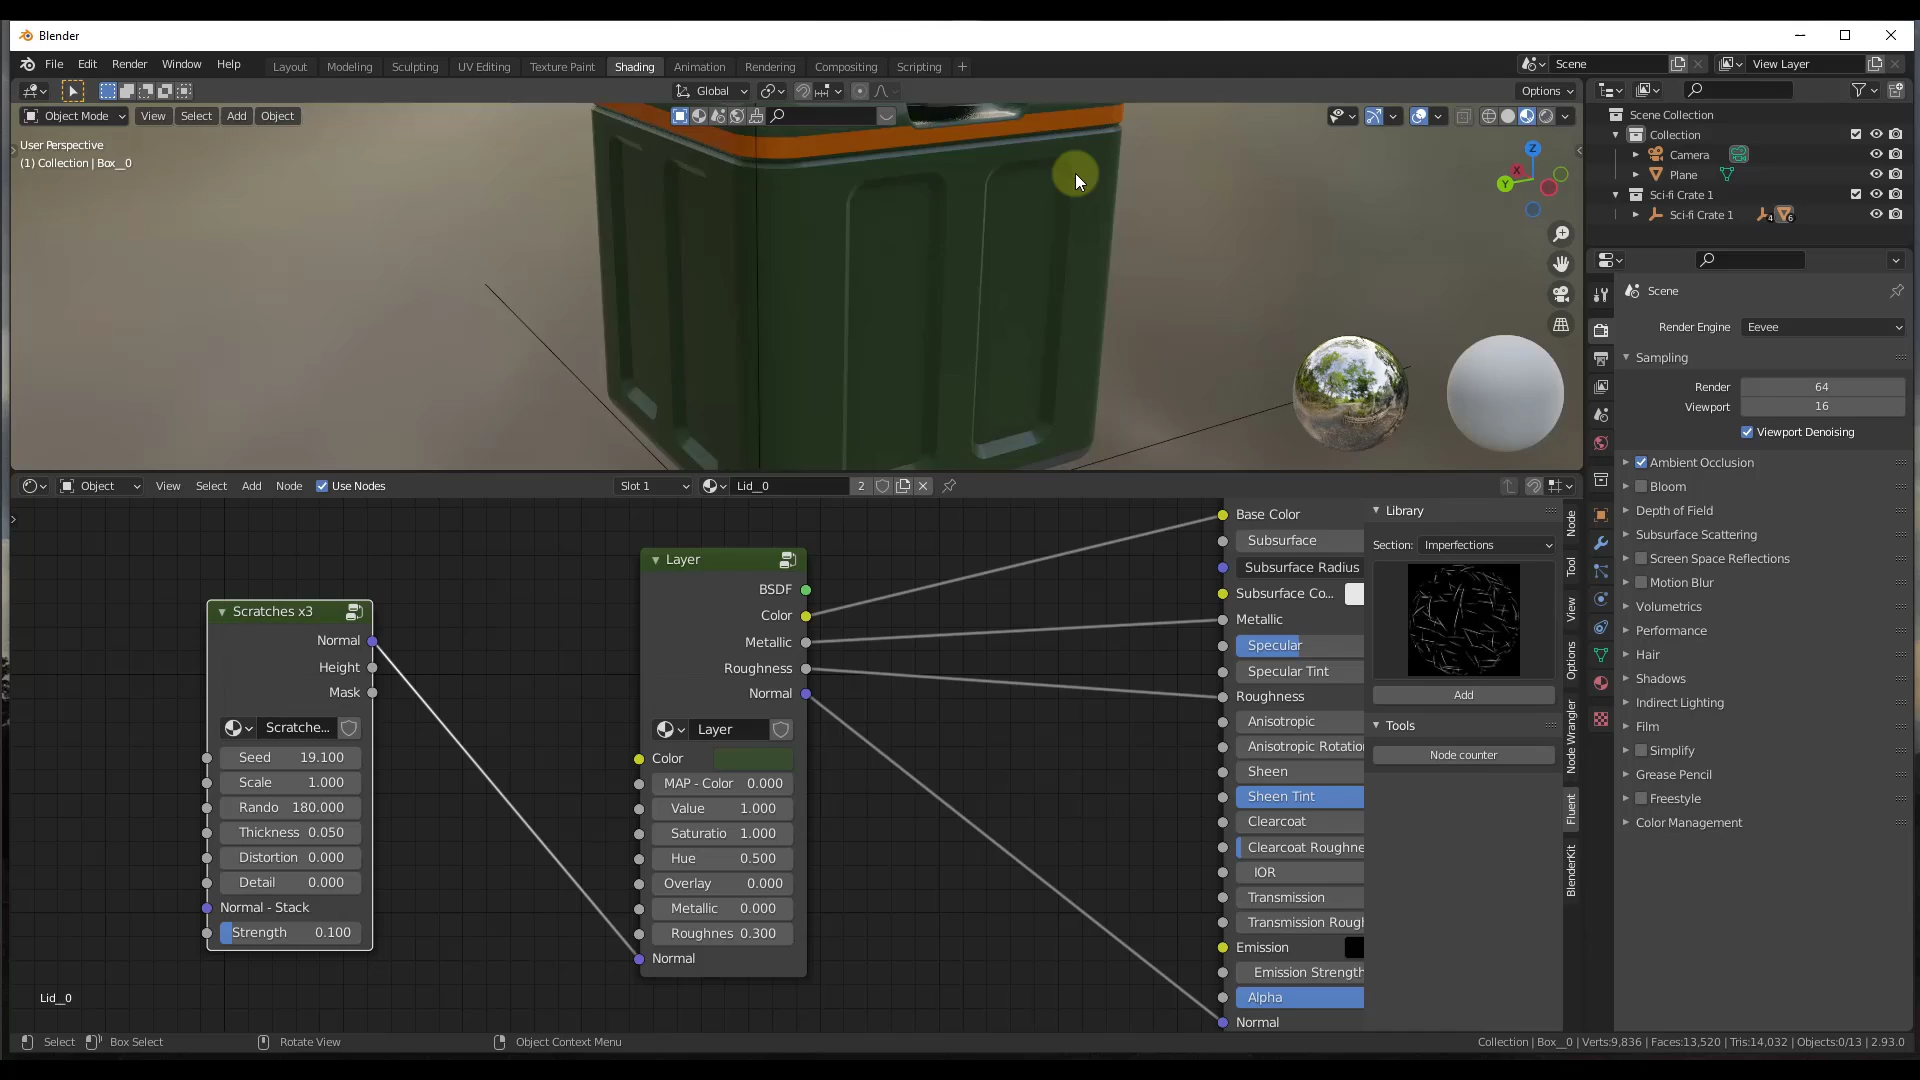 Blender
File Edit Render Window Help Layout Modeling Sculpting UV Editing Texture Paint Shading Animation Rendering Compositing Scripting + Scene View Layer
Global Options
Object Mode View Select Add Object
User Perspective
(1) Collection | Box__0
Z
X
Y
Scene Collection
Collection
Camera
Plane
Sci-fi Crate 1
Sci-fi Crate 1 4 6
Scene
Render Engine Eevee
Sampling
Render 64
Viewport 16
Viewport Denoising
Ambient Occlusion
Bloom
Depth of Field
Subsurface Scattering
Screen Space Reflections
Motion Blur
Volumetrics
Performance
Hair
Shadows
Indirect Lighting
Film
Simplify
Grease Pencil
Freestyle
Color Management
Object View Select Add Node Use Nodes Slot 1 Lid__0 2
Scratches x3
Normal
Height
Mask
Scratche...
Seed 19.100
Scale 1.000
Rando 180.000
Thickness 0.050
Distortion 0.000
Detail 0.000
Normal - Stack
Strength 0.100
Layer
BSDF
Color
Metallic
Roughness
Normal
Layer
Color
MAP - Color 0.000
Value 1.000
Saturatio 1.000
Hue 0.500
Overlay 0.000
Metallic 0.000
Roughnes 0.300
Normal
Base Color
Subsurface
Subsurface Radius
Subsurface Co...
Metallic
Specular
Specular Tint
Roughness
Anisotropic
Anisotropic Rotation
Sheen
Sheen Tint
Clearcoat
Clearcoat Roughne
IOR
Transmission
Transmission Rough
Emission
Emission Strength
Alpha
Normal
Library
Section: Imperfections
Add
Tools
Node counter
Node
Tool
View
Options
Node Wrangler
Fluent
BlenderKit
Lid__0
Select Box Select Rotate View Object Context Menu Collection | Box__0 | Verts:9,836 | Faces:13,520 | Tris:14,032 | Objects:0/13 | 2.93.0